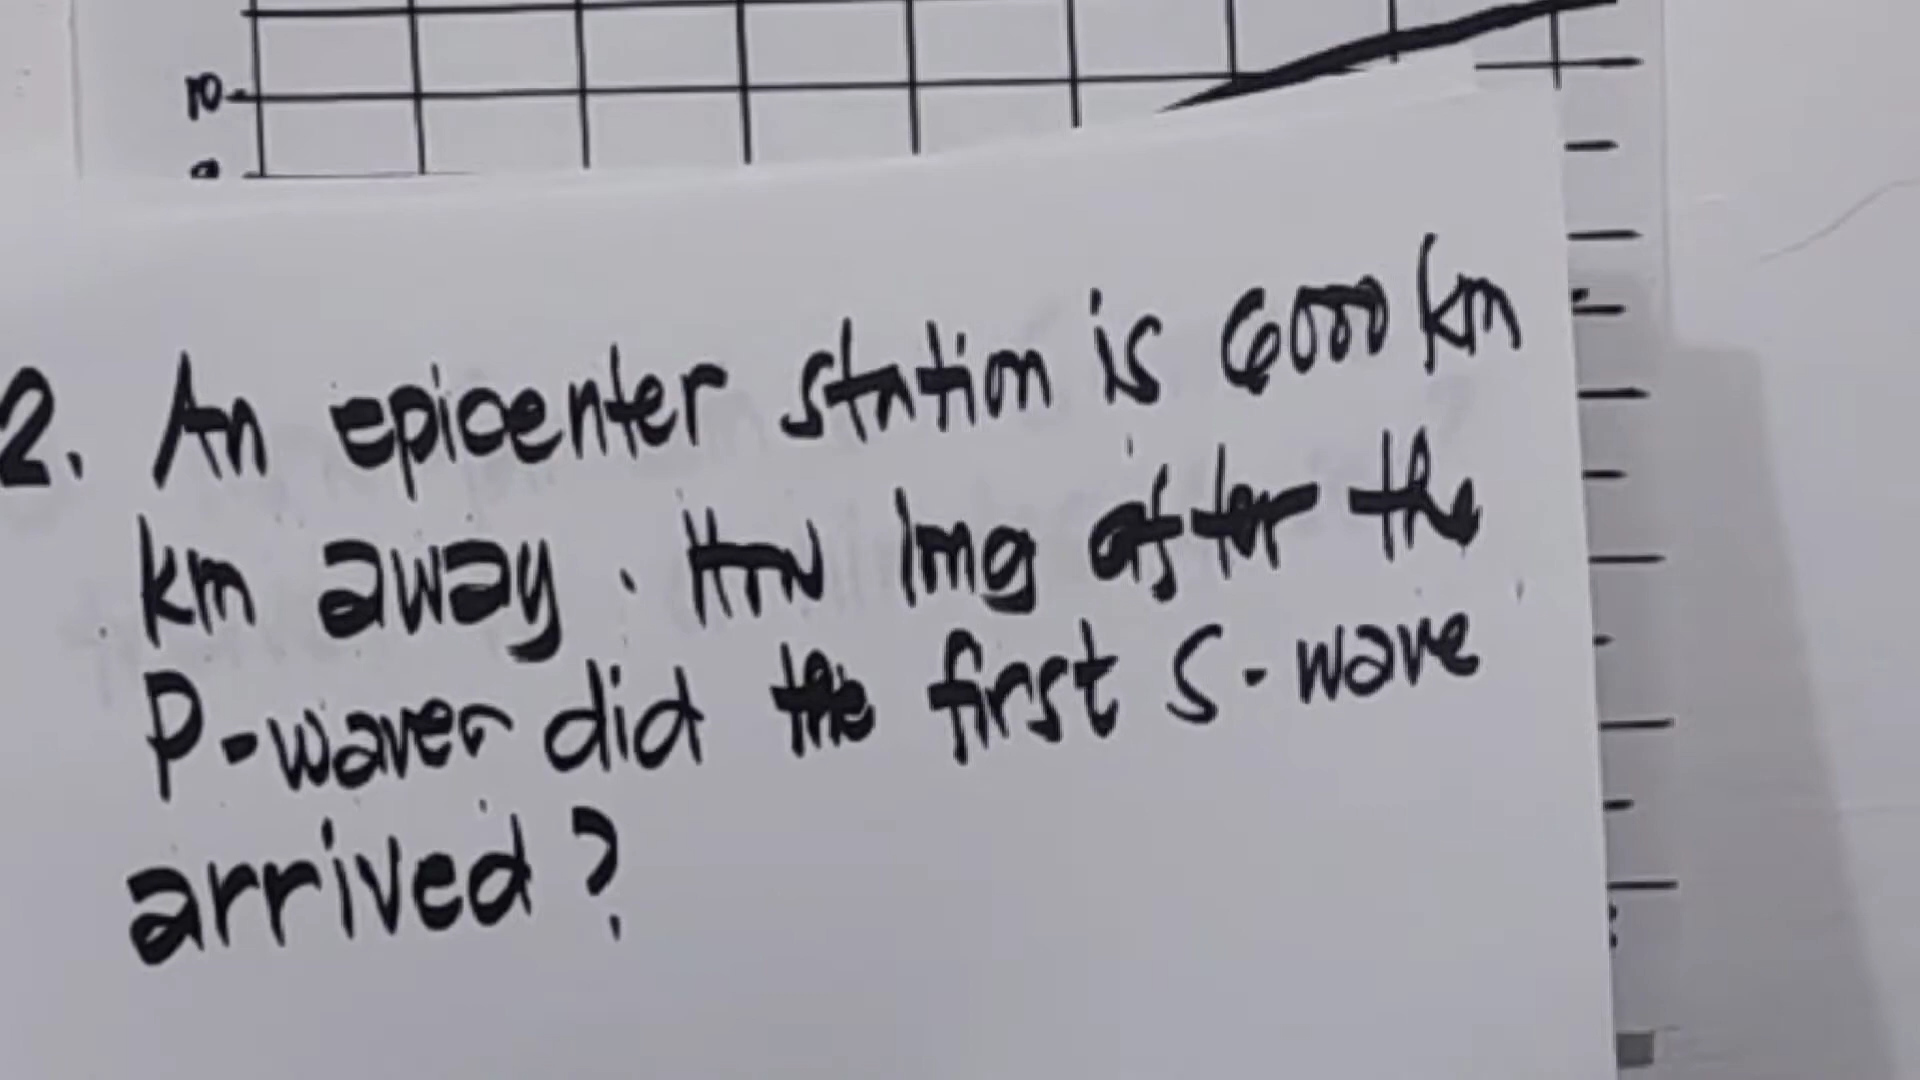 10
2. An epicenter station is 6000 km
km away. How long after the
P-waver did the first S-wave
arrived?